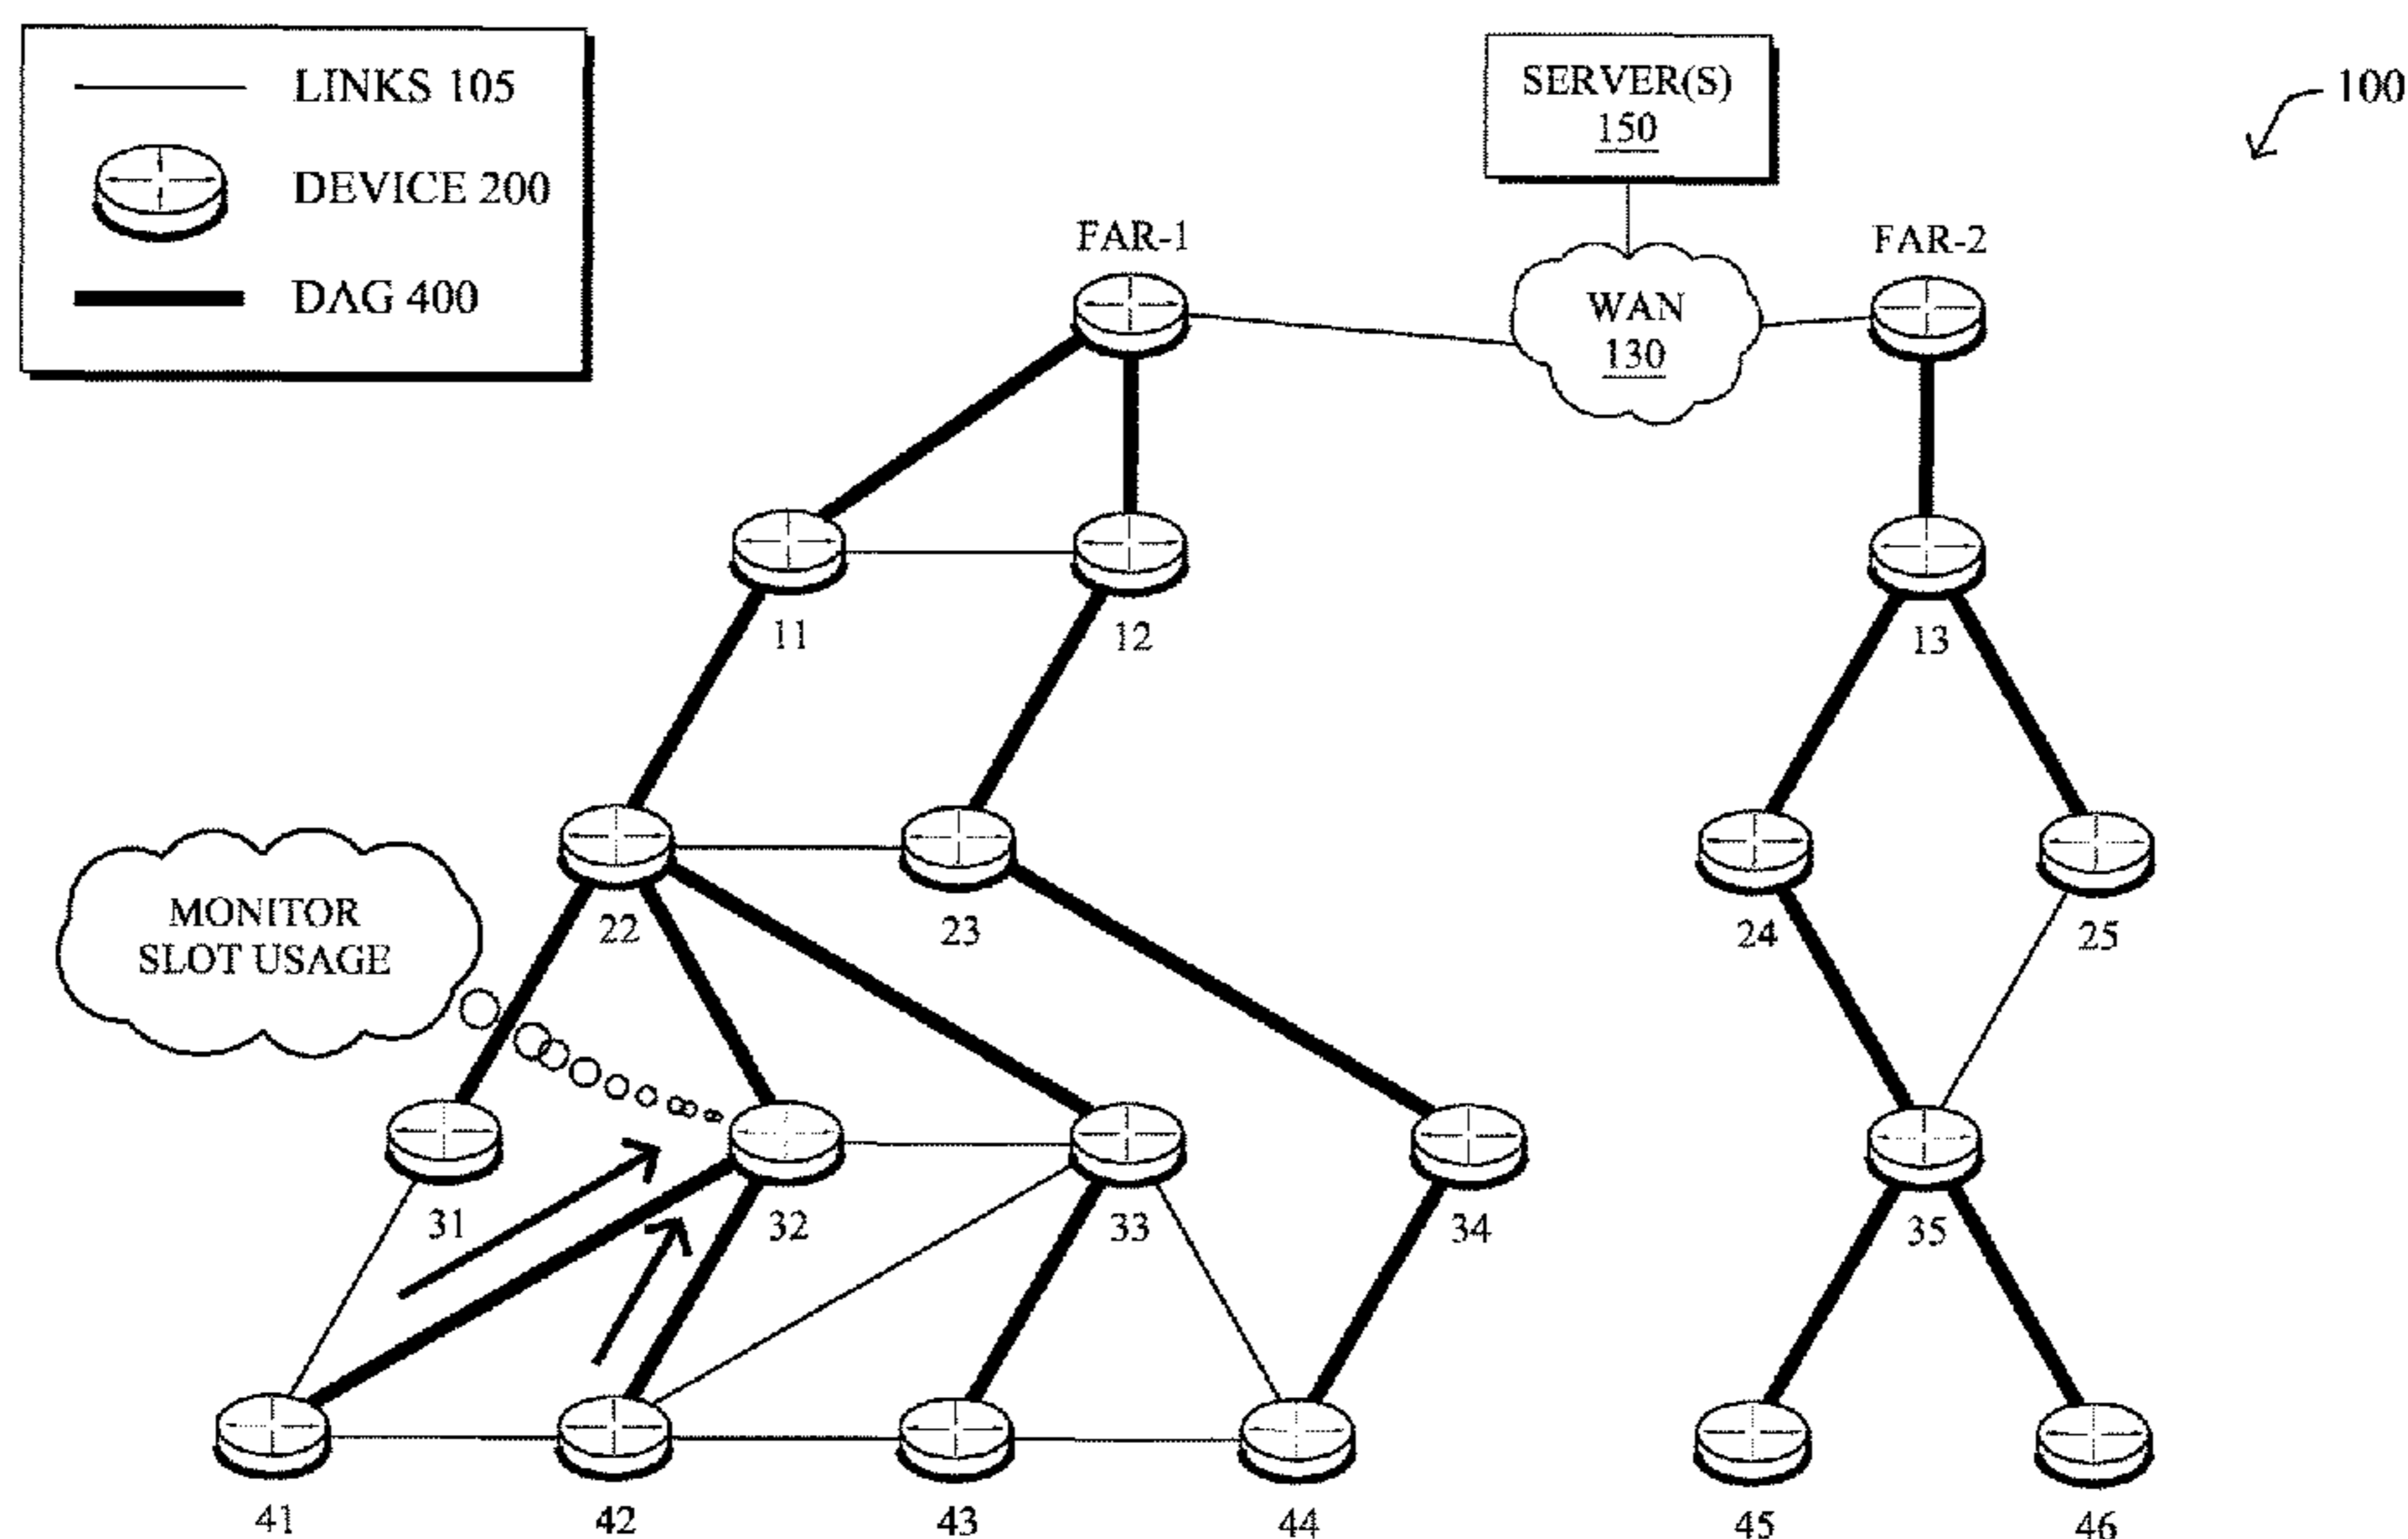 LINKS 105
DEVICE 200
DAG 400
SERVER(S)
150
100
FAR-1
FAR-2
WAN
130
11
12
13
MONITOR
SLOT USAGE
22
23
24
25
31
32
33
34
35
41
42
43
44
45
46